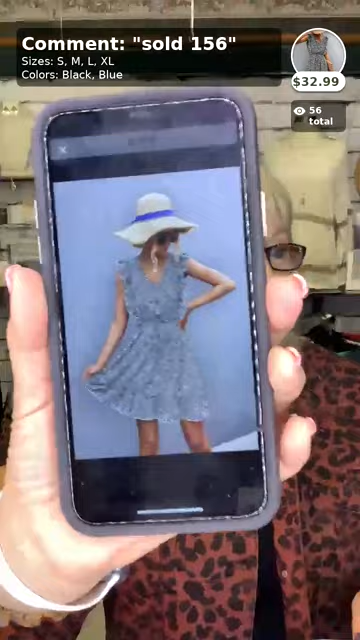 Comment: "sold 156"
Sizes: S, M, L, XL
Colors: Black, Blue
$32.99
56
total